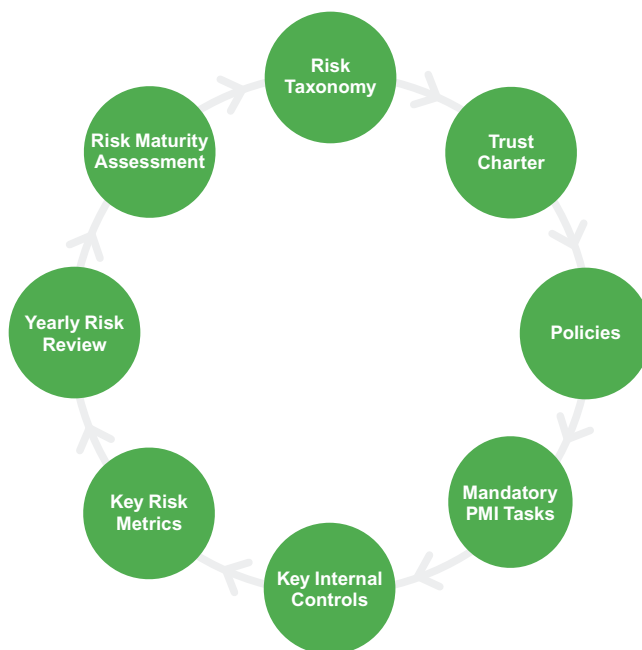 Risk
Taxonomy
Trust
Charter
Policies
Mandatory
PMI Tasks
Key Internal
Controls
Key Risk
Metrics
Yearly Risk
Review
Risk Maturity
Assessment